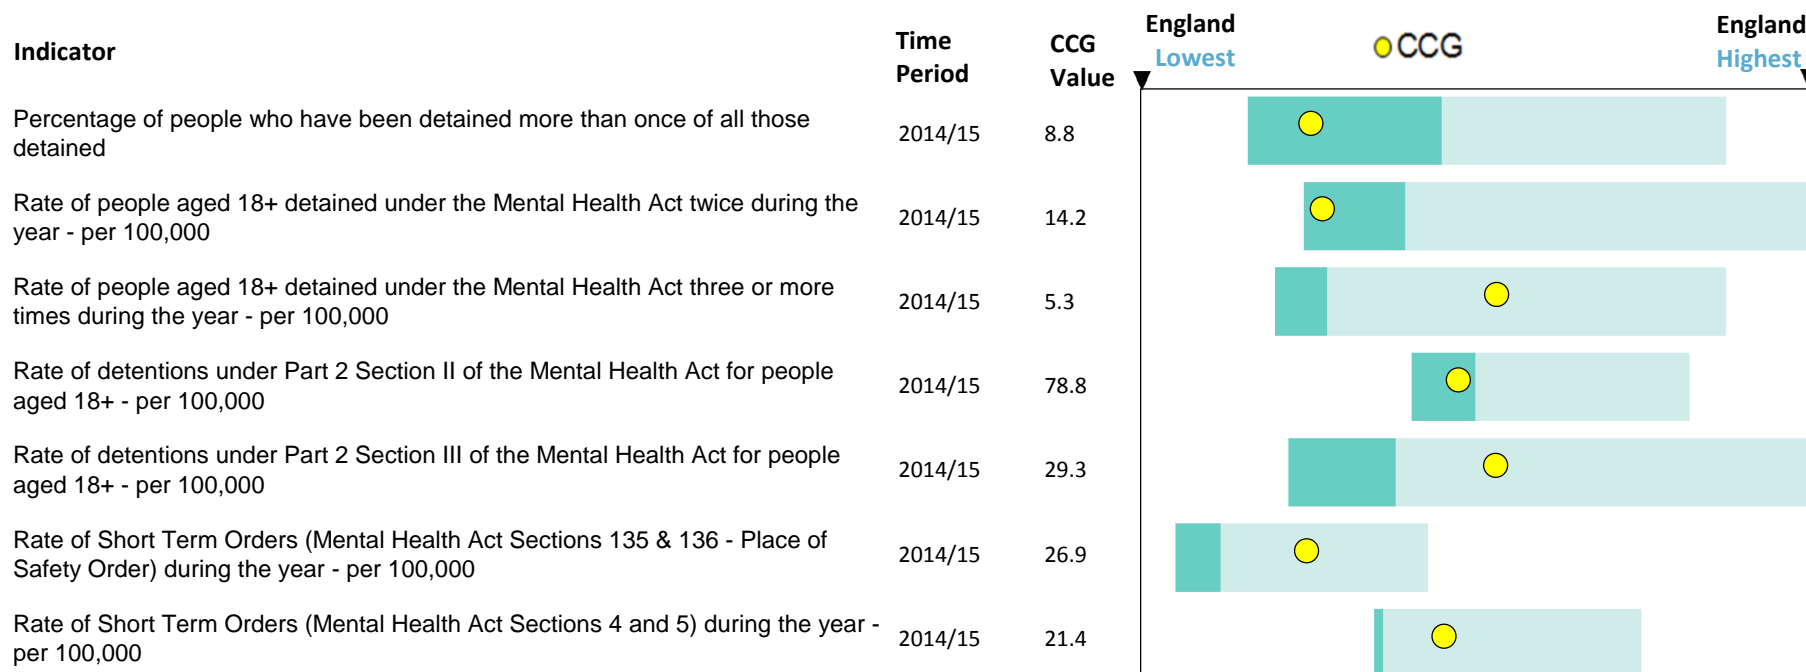 Indicator
Time
Period
CCG
Value
England
Lowest
CCG
England
Highest
Percentage of people who have been detained more than once of all those
detained
2014/15
8.8
Rate of people aged 18+ detained under the Mental Health Act twice during the
year - per 100,000
2014/15
14.2
Rate of people aged 18+ detained under the Mental Health Act three or more
times during the year - per 100,000
2014/15
5.3
Rate of detentions under Part 2 Section II of the Mental Health Act for people
aged 18+ - per 100,000
2014/15
78.8
Rate of detentions under Part 2 Section III of the Mental Health Act for people
aged 18+ - per 100,000
2014/15
29.3
Rate of Short Term Orders (Mental Health Act Sections 135 & 136 - Place of
Safety Order) during the year - per 100,000
2014/15
26.9
Rate of Short Term Orders (Mental Health Act Sections 4 and 5) during the year -
per 100,000
2014/15
21.4